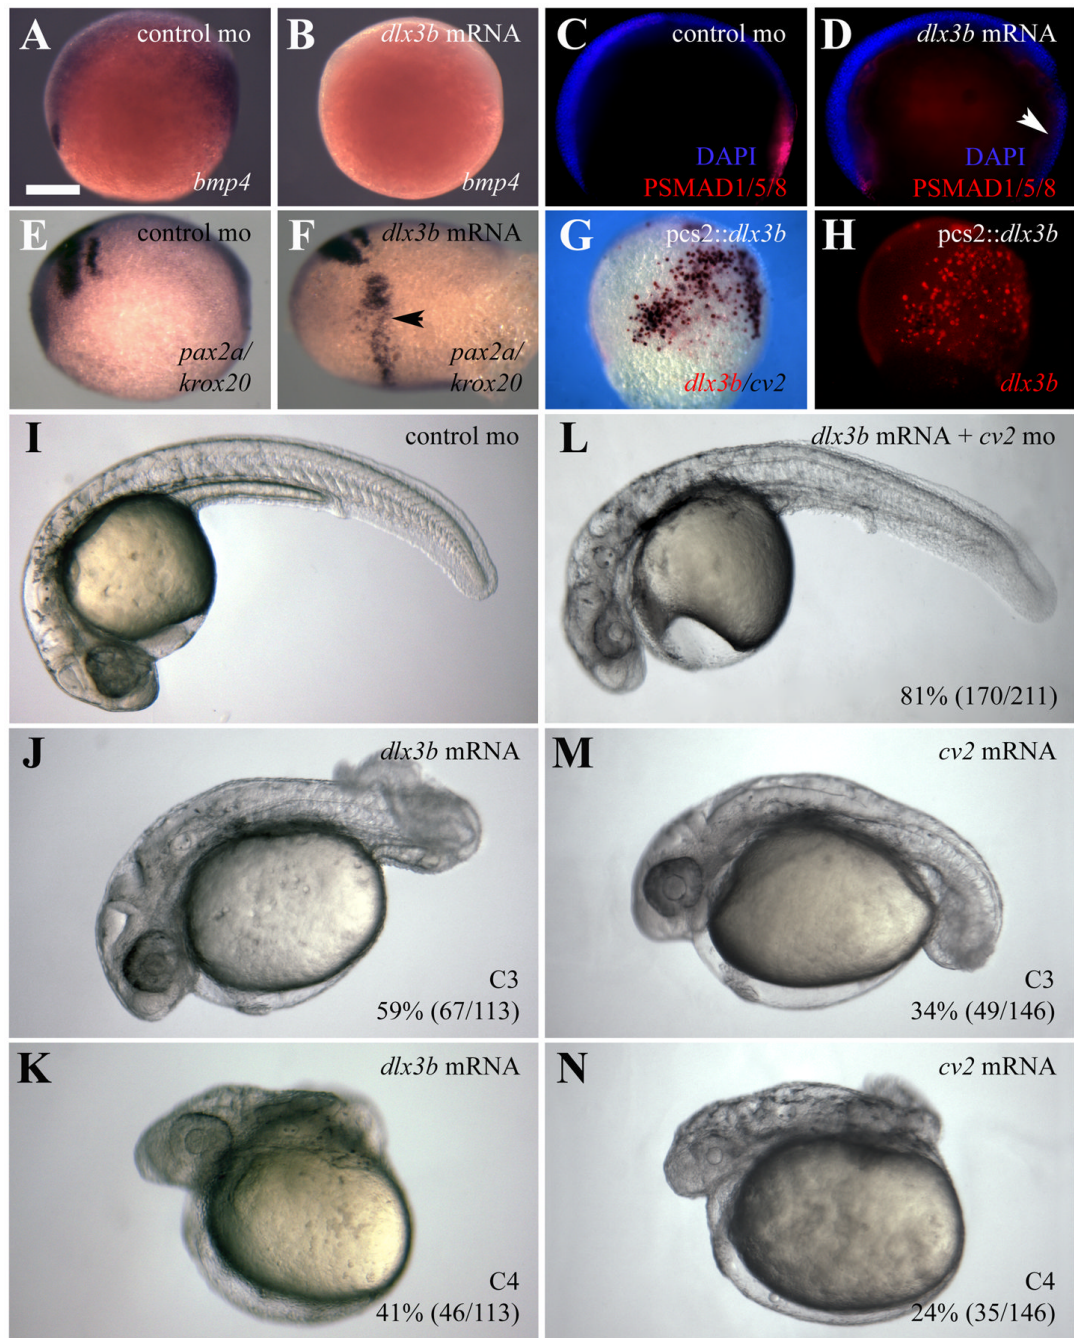 A
control mo
bmp4
B
dlx3b mRNA
bmp4
C
control mo
DAPI
PSMAD1/5/8
D
dlx3b mRNA
DAPI
PSMAD1/5/8
E
control mo
pax2a/
krox20
F
dlx3b mRNA
pax2a/
krox20
G
pcs2::dlx3b
dlx3b/cv2
H
pcs2::dlx3b
dlx3b
I
control mo
L
dlx3b mRNA + cv2 mo
81% (170/211)
J
dlx3b mRNA
C3
59% (67/113)
M
cv2 mRNA
C3
34% (49/146)
K
dlx3b mRNA
C4
41% (46/113)
N
cv2 mRNA
C4
24% (35/146)